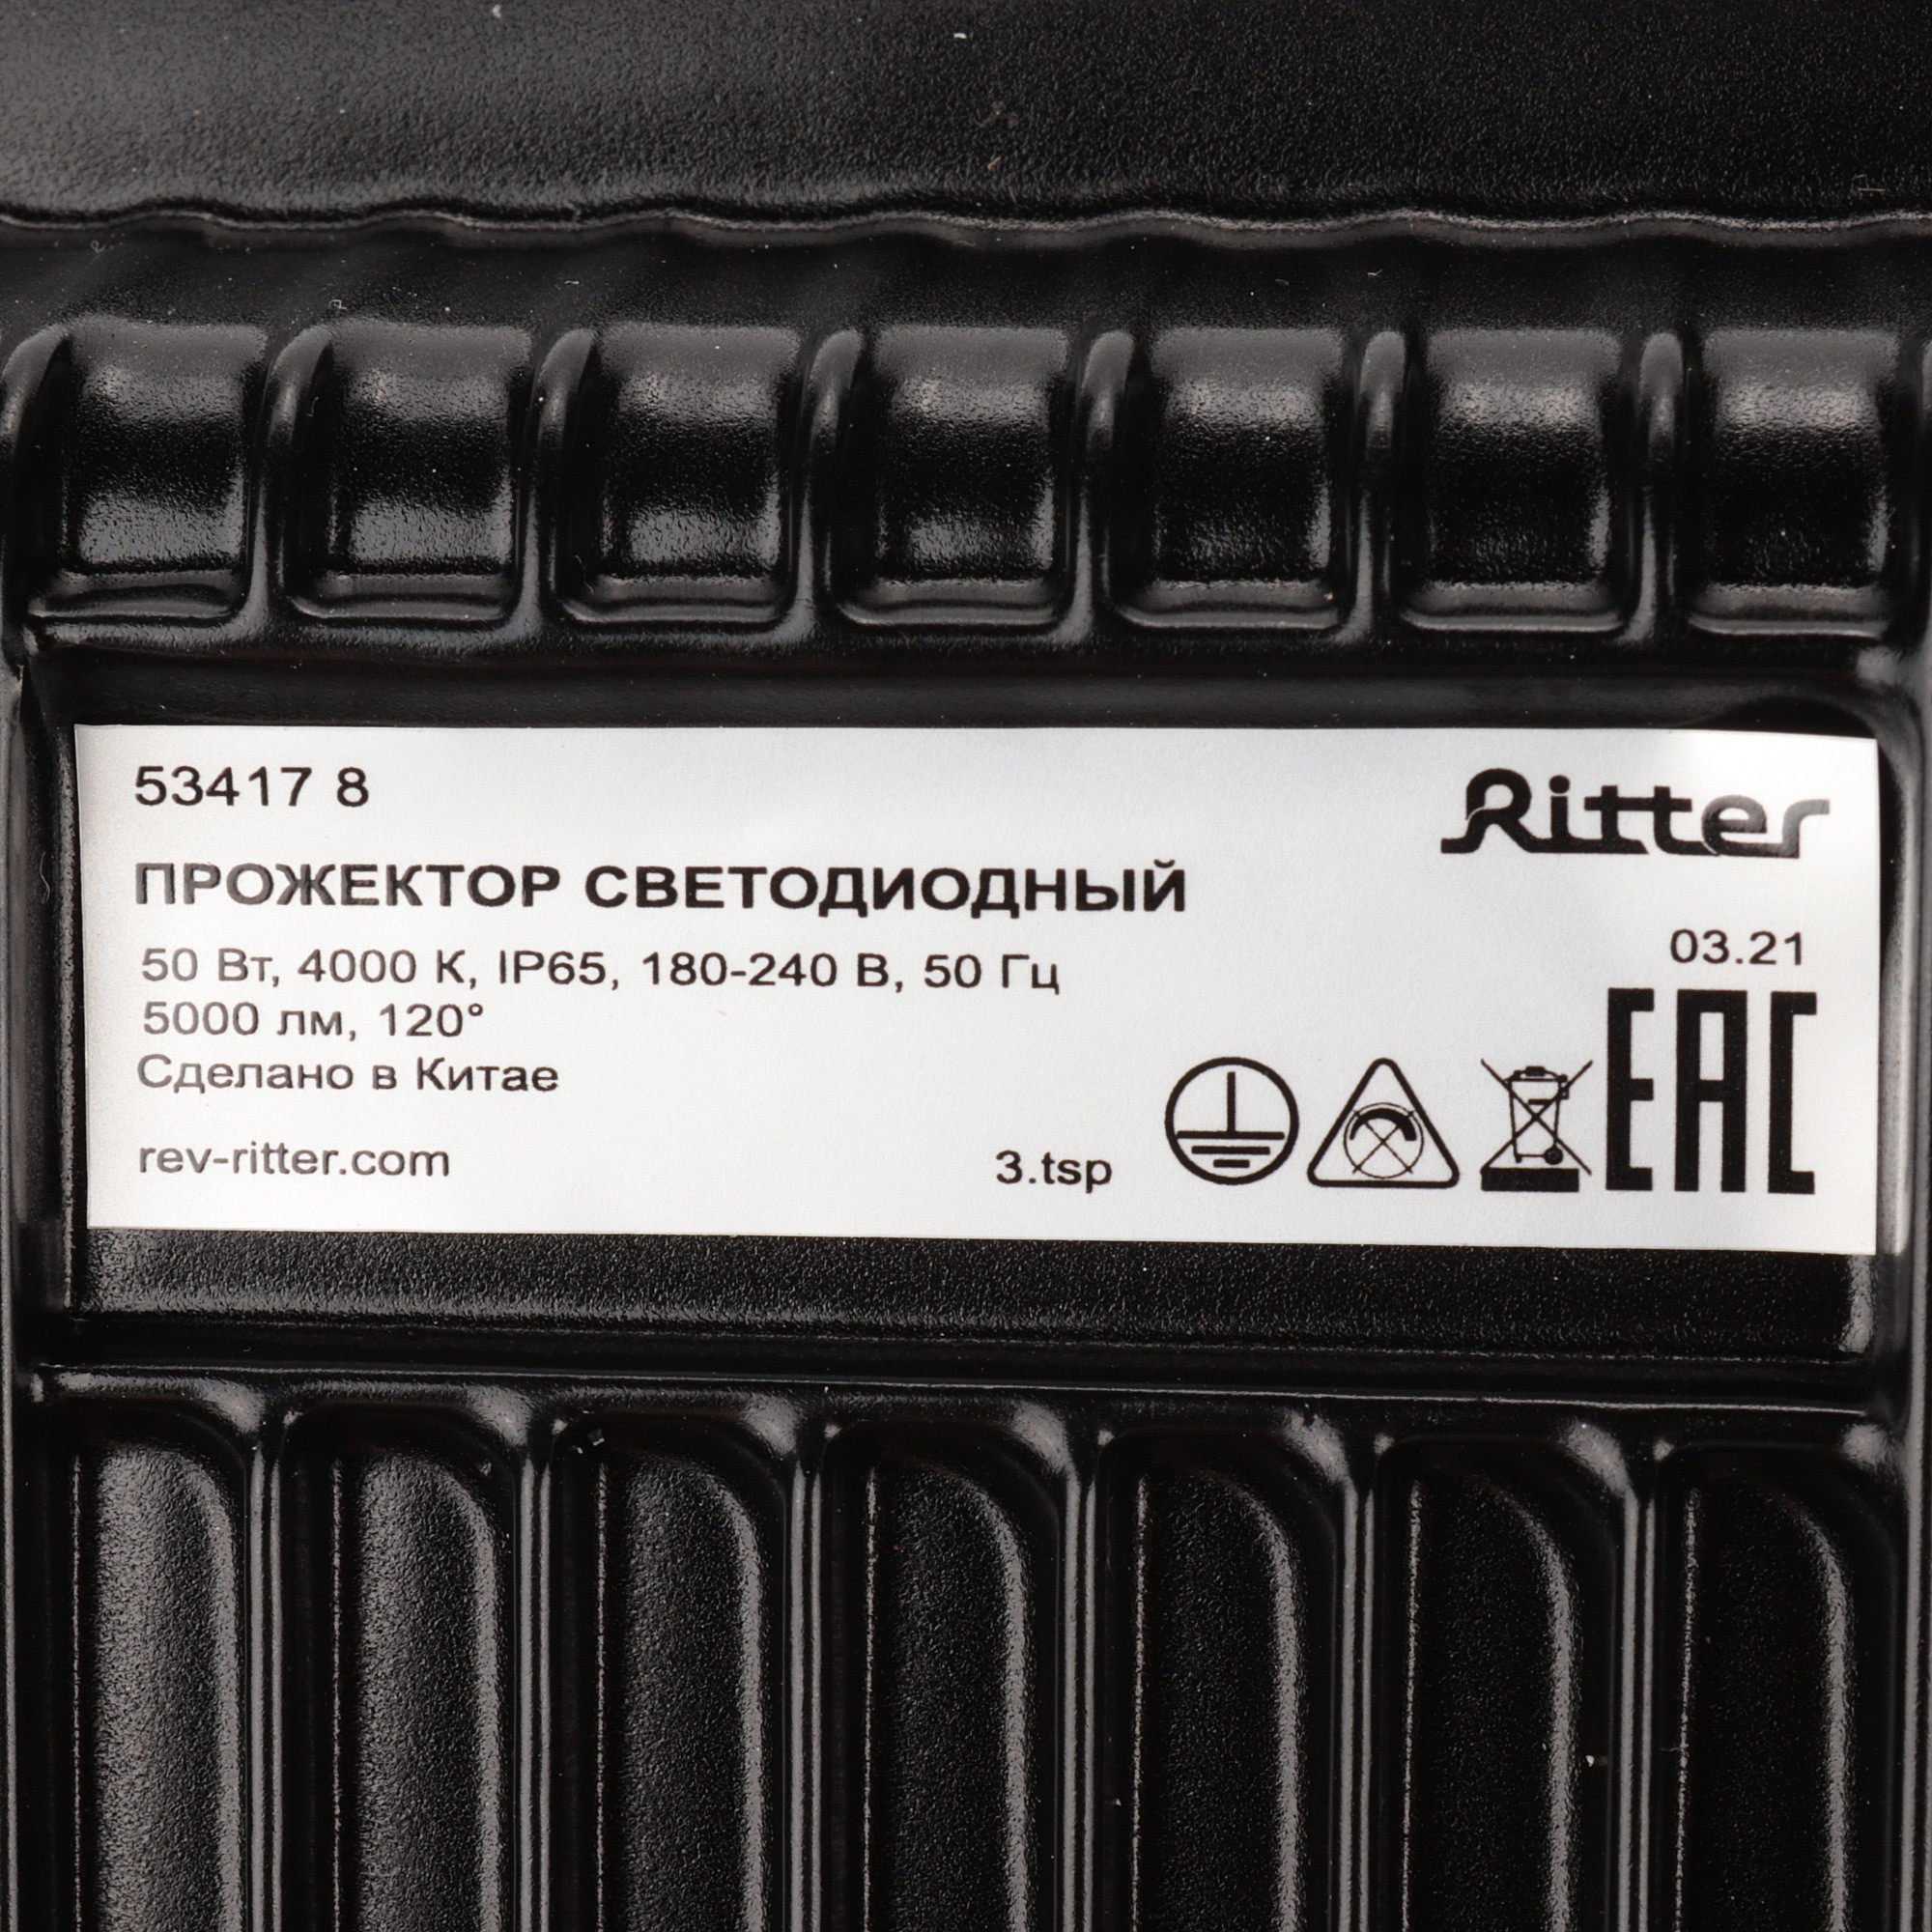 53417 8
Ritter
ПРОЖЕКТОР СВЕТОДИОДНЫЙ
03.21
50 Вт, 4000 К, IP65, 180-240 В, 50 Гц
5000 лм, 120°
Сделано в Китае
EAC
rev-ritter.com
3.tsp